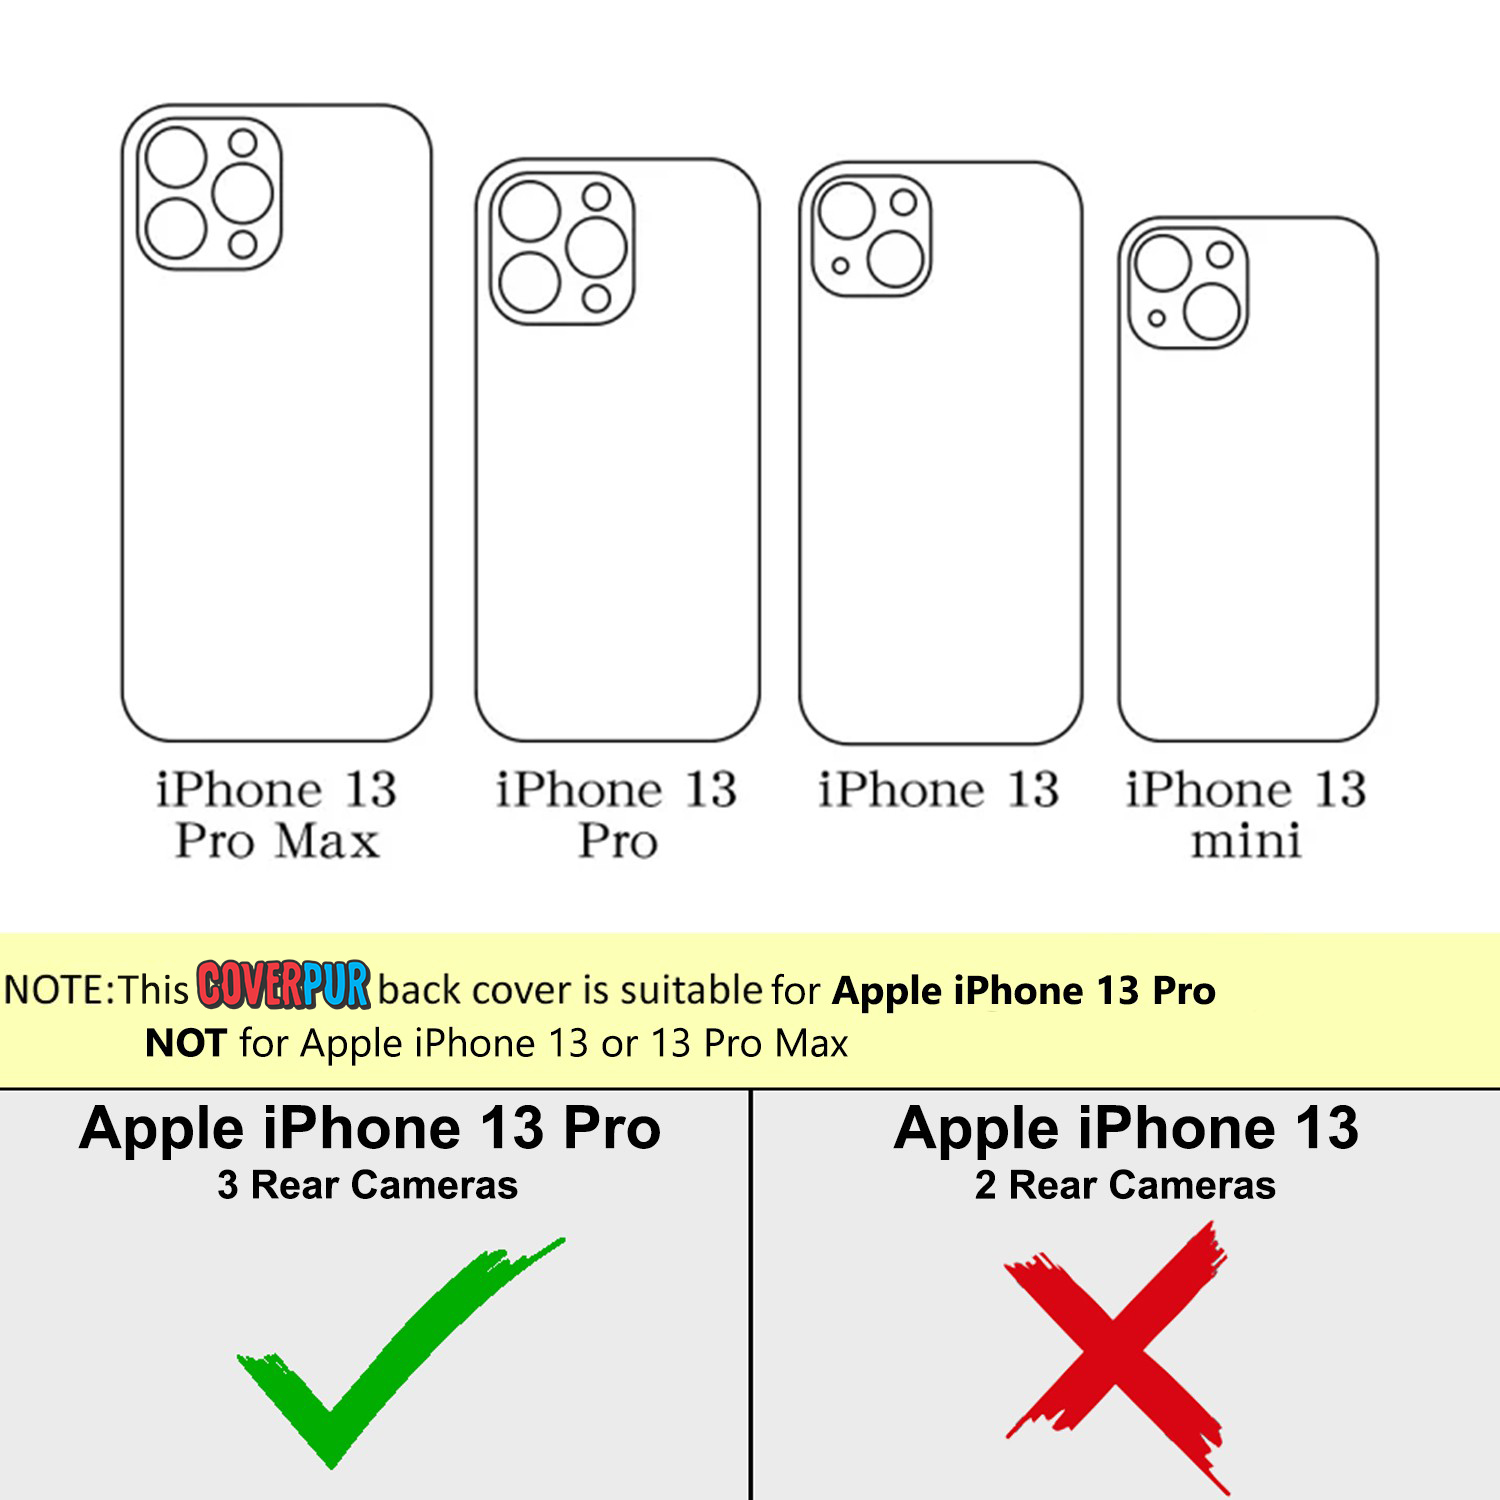 iPhone 13 Pro Max
iPhone 13 Pro
iPhone 13
iPhone 13 mini
NOTE:This COVERPUR back cover is suitable for Apple iPhone 13 Pro
NOT for Apple iPhone 13 or 13 Pro Max
Apple iPhone 13 Pro
3 Rear Cameras
Apple iPhone 13
2 Rear Cameras